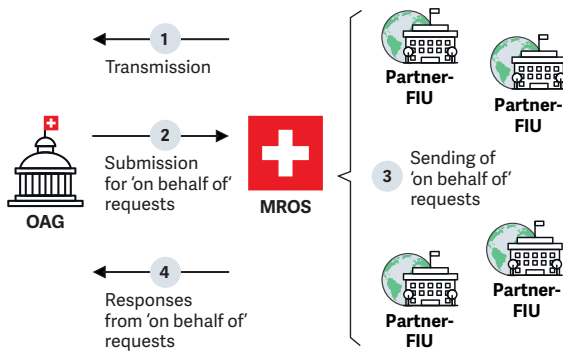 1
Transmission
2
Submission
for ‘on behalf of’
requests
OAG
MROS
4
Responses
from ‘on behalf of’
requests
Partner-
FIU
Partner-
FIU
3
Sending of
‘on behalf of’
requests
Partner-
FIU
Partner-
FIU